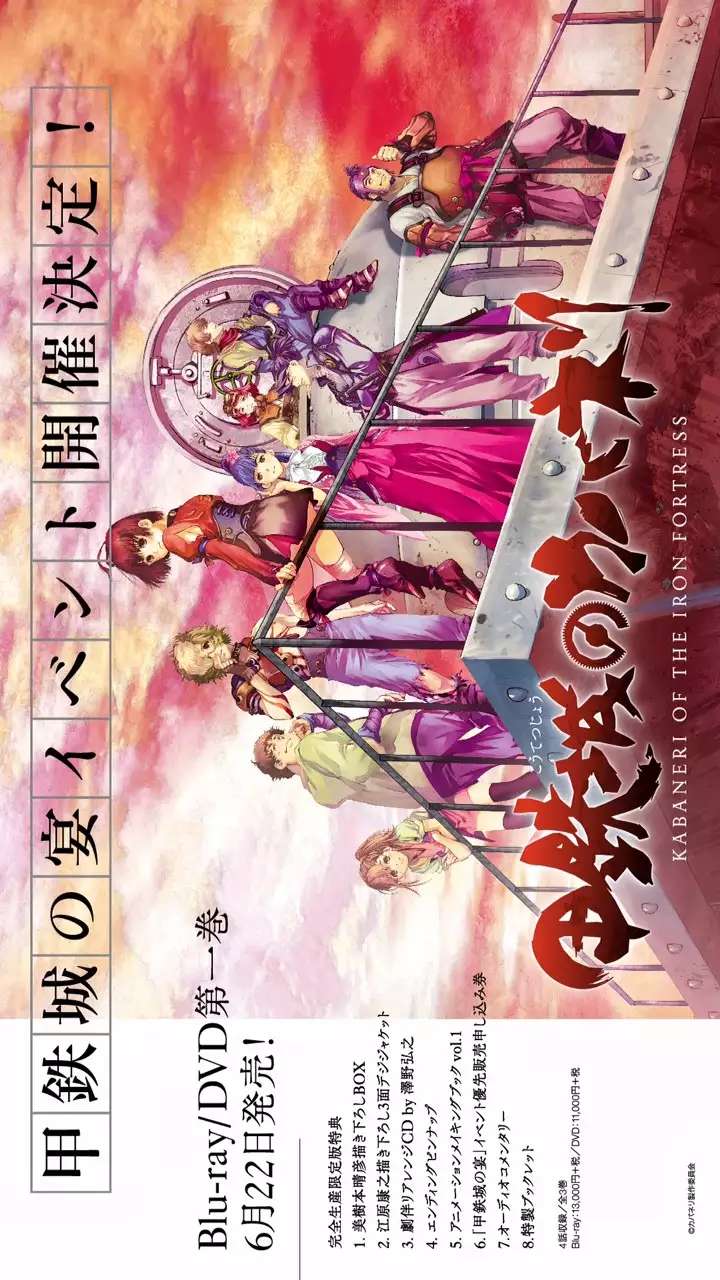 甲鉄城の宴イベント開催決定！
Blu-ray/DVD第一巻
6月22日発売！
完全生産限定版特典
1. 美樹本晴彦描き下ろしBOX
2. 江原康之描き下ろし3面デジジャケット
3. 劇伴リアレンジCD by 澤野弘之
4. エンディングピンナップ
5. アニメーションメイキングブック vol.1
6.「甲鉄城の宴」イベント優先販売申し込み券
7.オーディオコメンタリー
8.特製ブックレット
4話収録／全3巻
Blu-ray：13,000円＋税／DVD：11,000円＋税
こうてつじょう
甲鉄城のカバネリ
KABANERI OF THE IRON FORTRESS
©カバネリ製作委員会